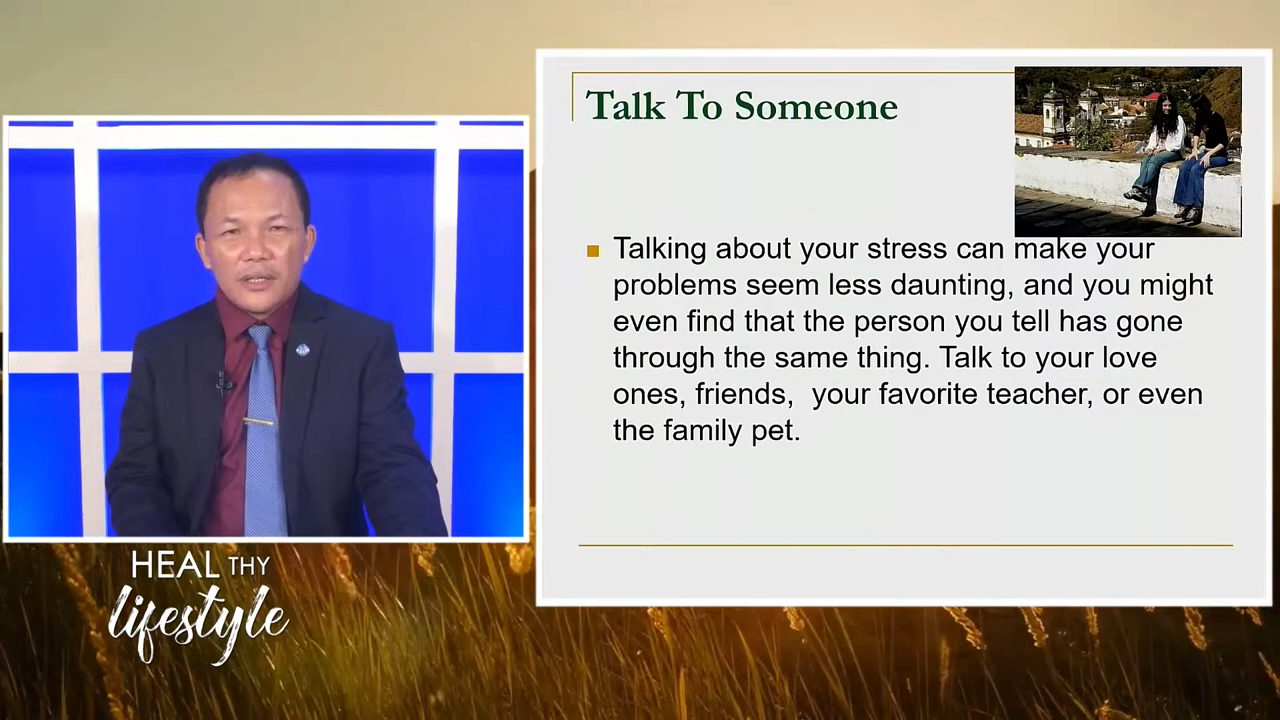 Talk To Someone
Talking about your stress can make your
problems seem less daunting, and you might
even find that the person you tell has gone
through the same thing. Talk to your love
ones, friends,  your favorite teacher, or even
the family pet.
HEAL THY
lifestyle